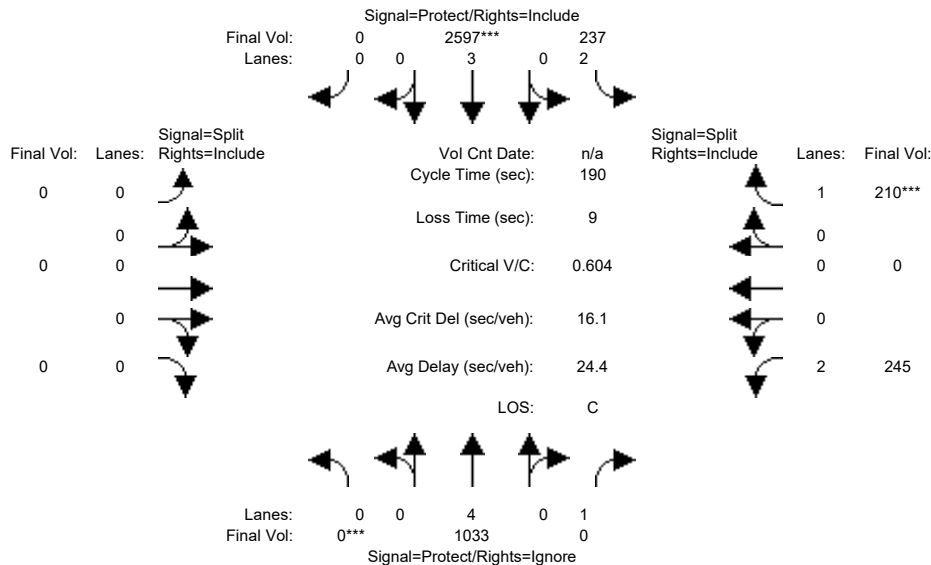 Signal=Protect/Rights=Include
Final Vol: 0 2597*** 237
Lanes: 0 0 3 0 2
Signal=Split Signal=Split
Final Vol: Lanes: Rights=Include Vol Cnt Date: n/a Rights=Include Lanes: Final Vol:
Cycle Time (sec): 190
0 0 1 210***
Loss Time (sec): 9
0 0
0 0 Critical V/C: 0.604 0 0
0 Avg Crit Del (sec/veh): 16.1 0
0 0 Avg Delay (sec/veh): 24.4 2 245
LOS: C
Lanes: 0 0 4 0 1
Final Vol: 0*** 1033 0
Signal=Protect/Rights=Ignore